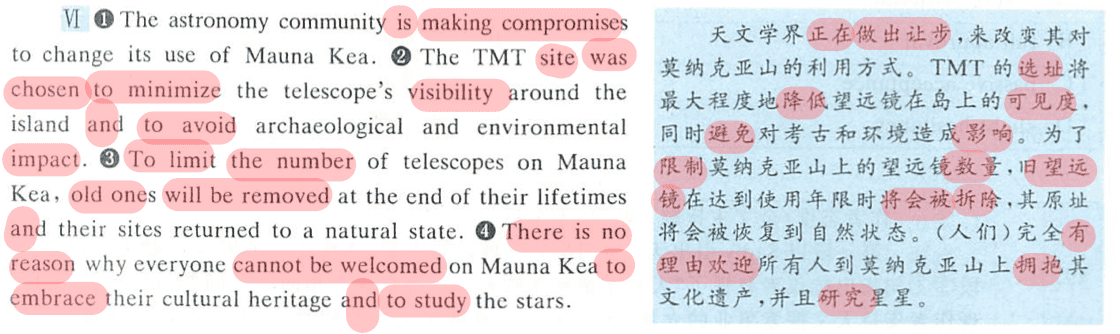 Ⅵ ❶ The astronomy community is making compromises
to change its use of Mauna Kea. ❷ The TMT site was
chosen to minimize the telescope's visibility around the
island and to avoid archaeological and environmental
impact. ❸ To limit the number of telescopes on Mauna
Kea, old ones will be removed at the end of their lifetimes
and their sites returned to a natural state. ❹ There is no
reason why everyone cannot be welcomed on Mauna Kea to
embrace their cultural heritage and to study the stars.
天文学界正在做出让步,来改变其对
莫纳克亚山的利用方式。TMT 的选址将
最大程度地降低望远镜在岛上的可见度,
同时避免对考古和环境造成影响。为了
限制莫纳克亚山上的望远镜数量,旧望远
镜在达到使用年限时将会被拆除,其原址
将会被恢复到自然状态。(人们)完全有
理由欢迎所有人到莫纳克亚山上拥抱其
文化遗产,并且研究星星。